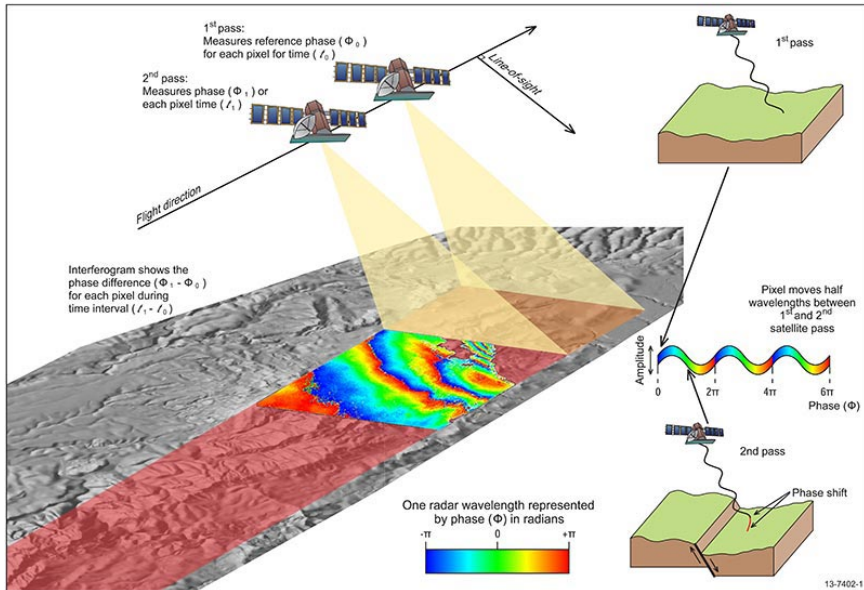 1st pass:
Measures reference phase (Φ0)
for each pixel for time (t0)
2nd pass:
Measures phase (Φ1) or
each pixel time (t1)
Line-of-sight
Flight direction
Interferogram shows the
phase difference (Φ1 - Φ0)
for each pixel during
time interval (t1 - t0)
1st pass
Pixel moves half
wavelengths between
1st and 2nd
satellite pass
Amplitude
0 2π 4π 6π
Phase (Φ)
2nd pass
Phase shift
One radar wavelength represented
by phase (Φ) in radians
-π 0 +π
13-7402-1